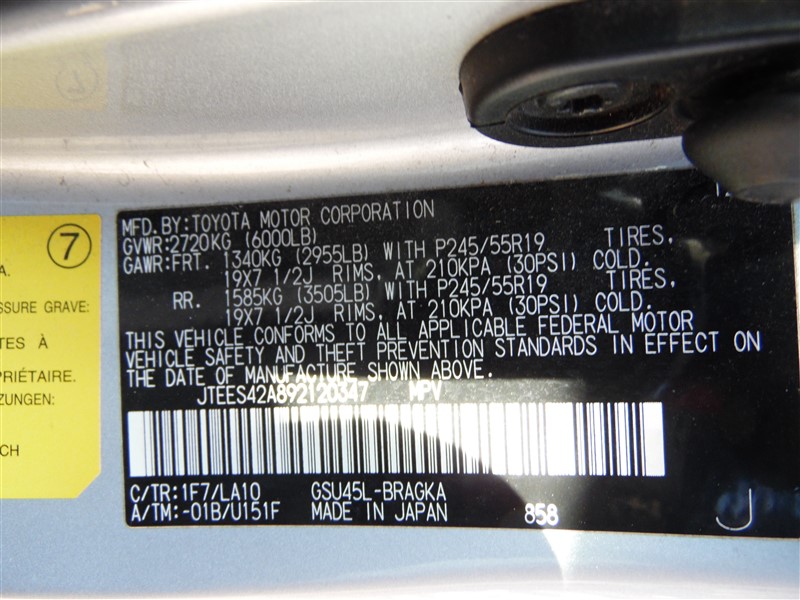 7
A.
SSURE GRAVE:
TES À
PRIÉTAIRE.
ZUNGEN:
CH
MFD. BY:TOYOTA MOTOR CORPORATION
GVWR:2720KG (6000LB)
GAWR:FRT. 1340KG (2955LB) WITH P245/55R19 TIRES,
19X7 1/2J RIMS, AT 210KPA (30PSI) COLD.
RR. 1585KG (3505LB) WITH P245/55R19 TIRES,
19X7 1/2J RIMS, AT 210KPA (30PSI) COLD.
THIS VEHICLE CONFORMS TO ALL APPLICABLE FEDERAL MOTOR
VEHICLE SAFETY AND THEFT PREVENTION STANDARDS IN EFFECT ON
THE DATE OF MANUFACTURE SHOWN ABOVE.
JTEES42A892120347 MPV
C/TR:1F7/LA10 GSU45L-BRAGKA
A/TM:-01B/U151F MADE IN JAPAN 858
J